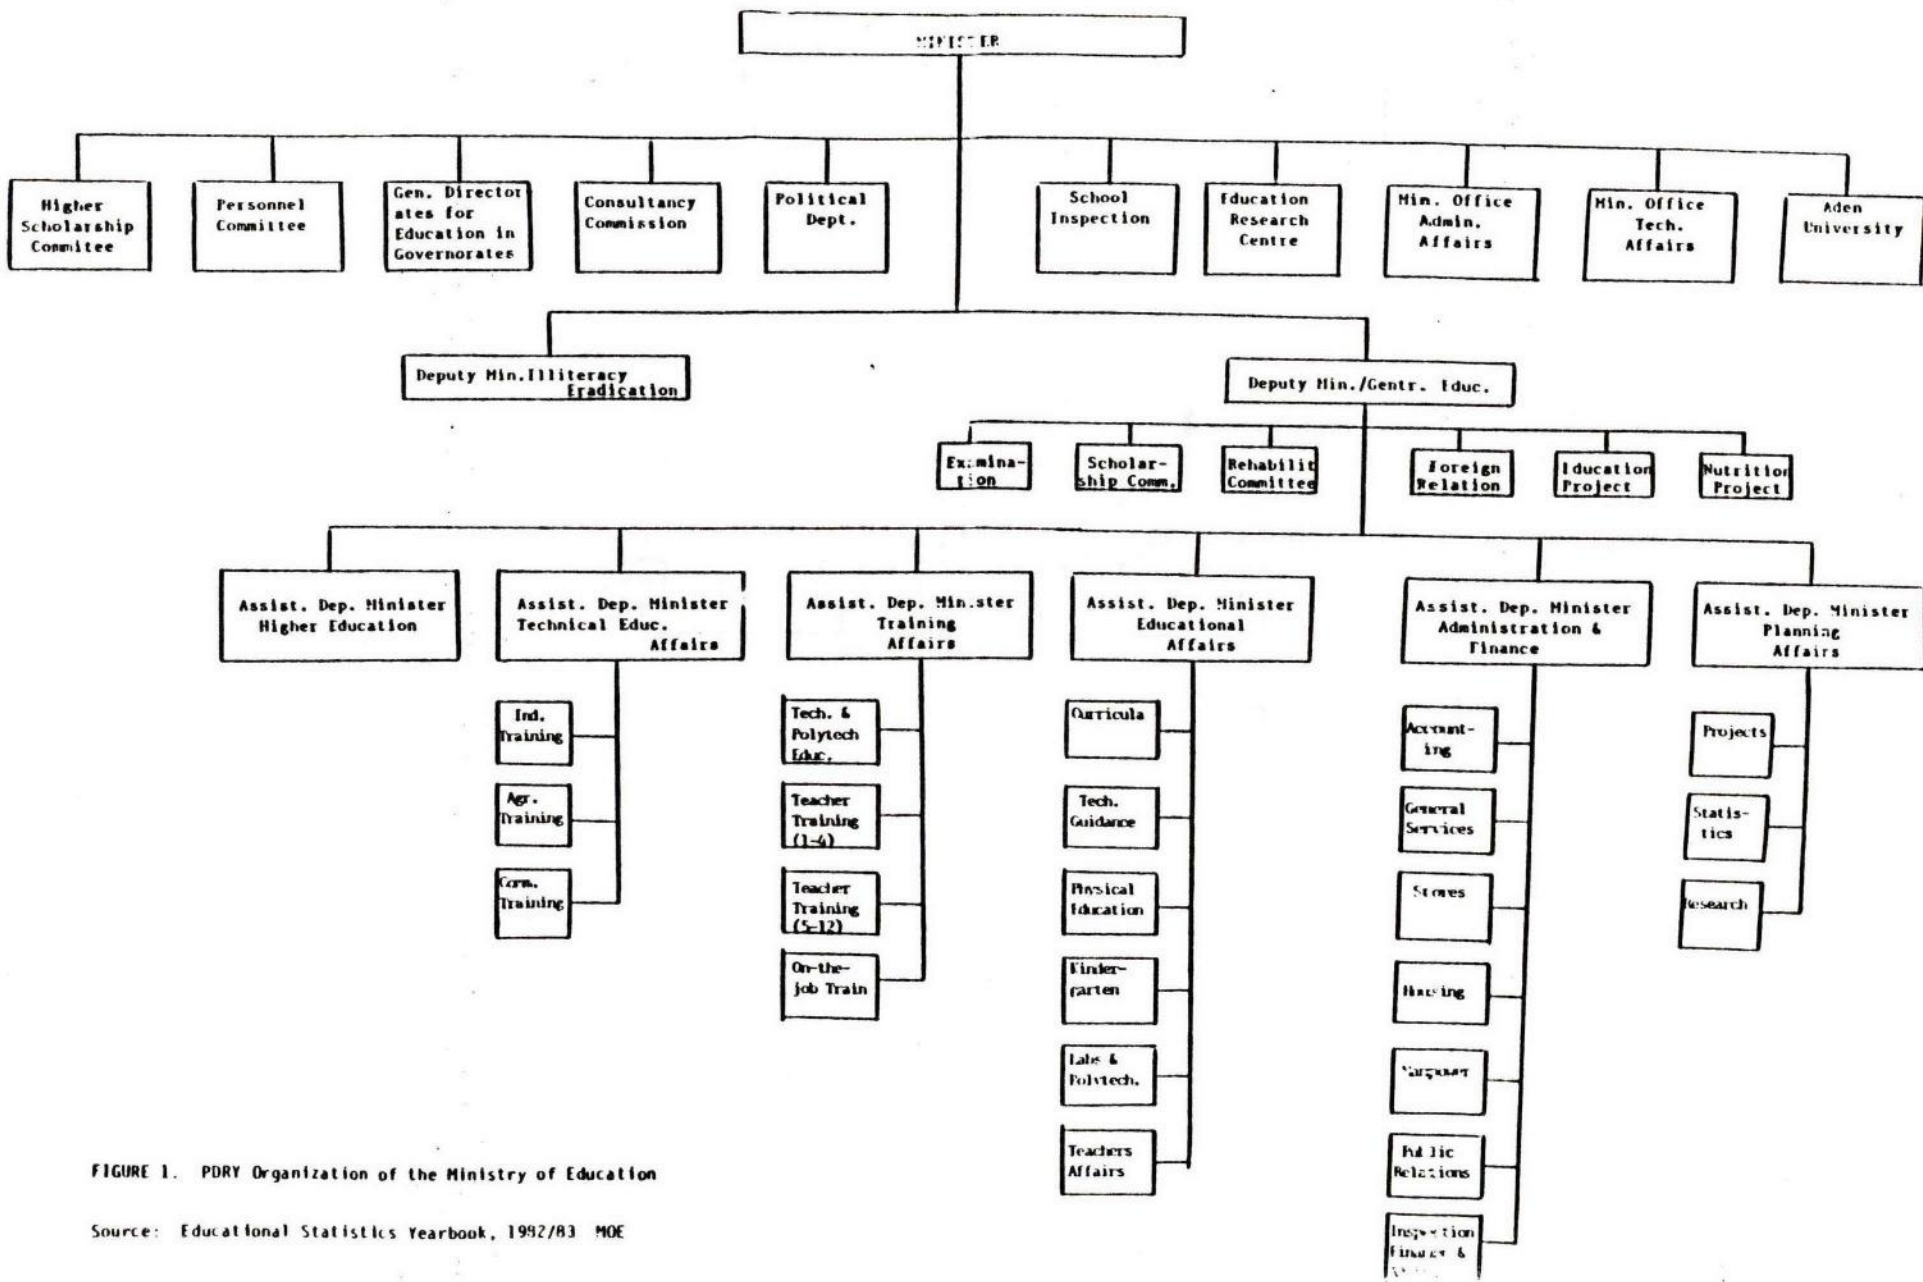 MINISTER
Higher
Scholarship
Commitee
Personnel
Committee
Gen. Director
ates for
Education in
Governorates
Consultancy
Commission
Political
Dept.
School
Inspection
Education
Research
Centre
Min. Office
Admin.
Affairs
Min. Office
Tech.
Affairs
Aden
University
Deputy Min.Illiteracy
Eradication
Deputy Min./Gentr. Educ.
Examina-
tion
Scholar-
ship Comm.
Rehabilit
Committee
Foreign
Relation
Education
Project
Nutrition
Project
Assist. Dep. Minister
Higher Education
Assist. Dep. Minister
Technical Educ.
Affairs
Assist. Dep. Minister
Training
Affairs
Assist. Dep. Minister
Educational
Affairs
Assist. Dep. Minister
Administration &
Finance
Assist. Dep. Minister
Planning
Affairs
Ind.
Training
Agr.
Training
Comm.
Training
Tech. &
Polytech
Educ.
Teacher
Training
(1-4)
Teacher
Training
(5-12)
On-the-
job Train
Curricula
Tech.
Guidance
Physical
Education
Kinder-
garten
Labs &
Polytech.
Teachers
Affairs
Account-
ing
General
Services
Stores
Housing
Manpower
Public
Relations
Inspection
Finance &
Projects
Statis-
tics
Research
FIGURE 1. PDRY Organization of the Ministry of Education
Source: Educational Statistics Yearbook, 1982/83 MOE